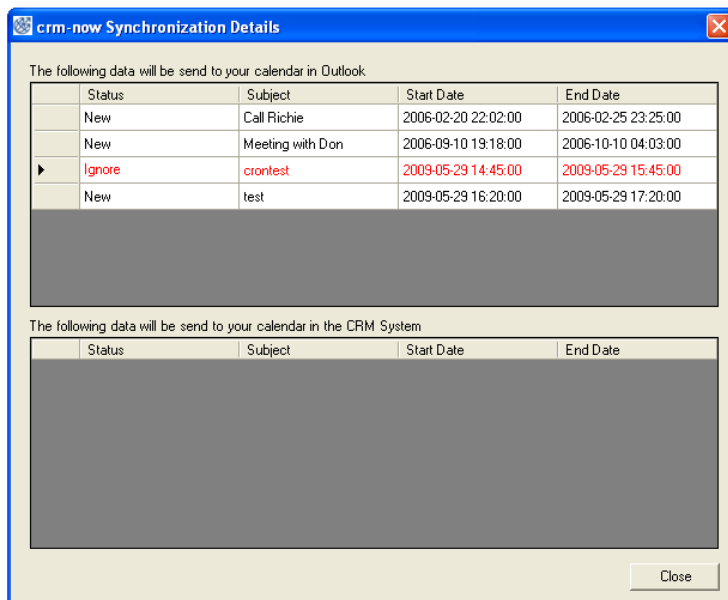 crm-now Synchronization Details
The following data will be send to your calendar in Outlook
Status Subject Start Date End Date
New Call Richie 2006-02-20 22:02:00 2006-02-25 23:25:00
New Meeting with Don 2006-09-10 19:18:00 2006-10-10 04:03:00
Ignore crontest 2009-05-29 14:45:00 2009-05-29 15:45:00
New test 2009-05-29 16:20:00 2009-05-29 17:20:00
The following data will be send to your calendar in the CRM System
Status Subject Start Date End Date
Close